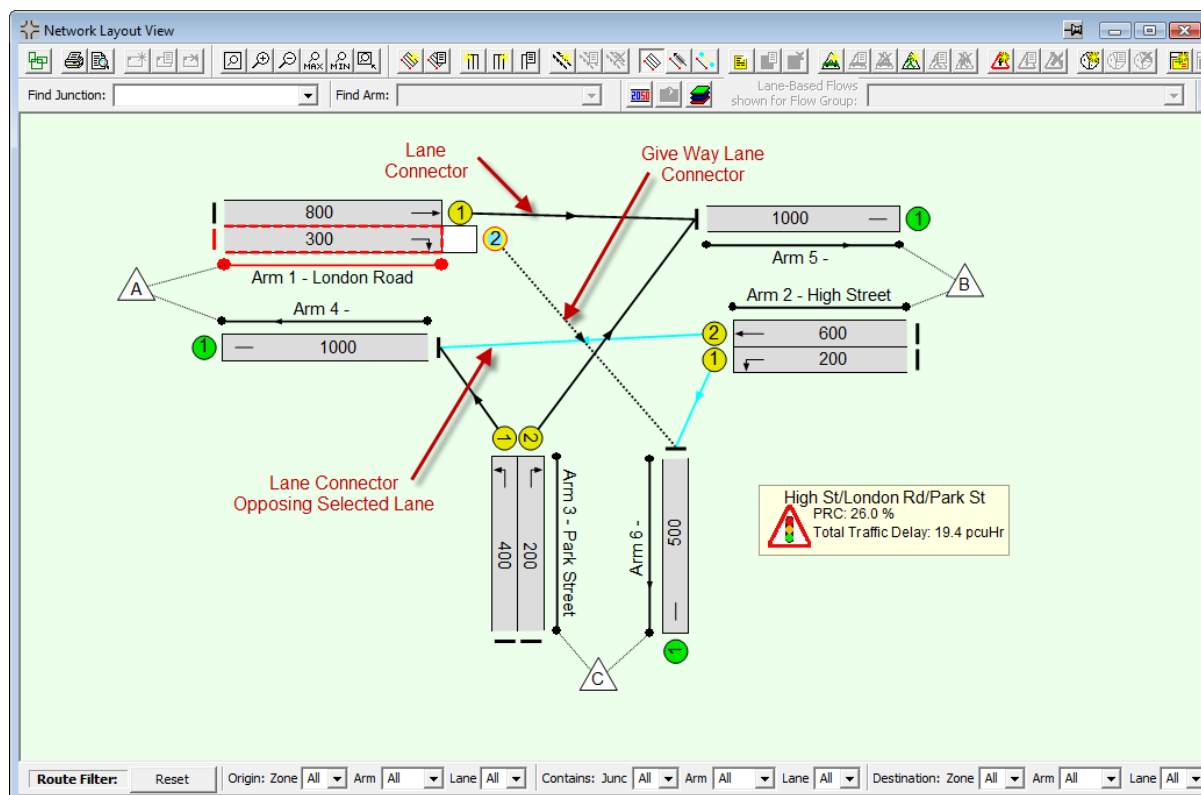 Network Layout View
MAX MIN
Find Junction: Find Arm: 2050 Lane-Based Flows
shown for Flow Group:
Lane
Connector
Give Way Lane
Connector
800 1 1000 1
300 2
Arm 5 -
Arm 1 - London Road
A B
Arm 4 - Arm 2 - High Street
1 1000 2 600
1 200
1 2
Lane Connector
Opposing Selected Lane
400 200 Arm 3 - Park Street Arm 6 - 500
High St/London Rd/Park St
PRC: 26.0 %
Total Traffic Delay: 19.4 pcuHr
1
C
Route Filter: Reset Origin: Zone All Arm All Lane All Contains: Junc All Arm All Lane All Destination: Zone All Arm All Lane All